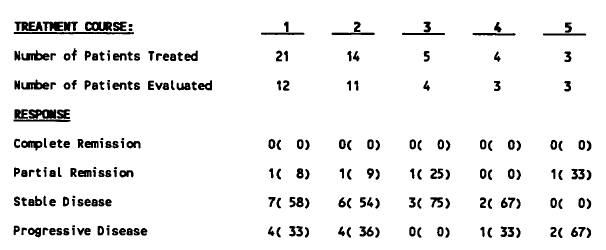 TREATMENT COURSE: 1 2 3 4 5
Number of Patients Treated 21 14 5 4 3
Number of Patients Evaluated 12 11 4 3 3
RESPONSE
Complete Remission 0( 0) 0( 0) 0( 0) 0( 0) 0( 0)
Partial Remission 1( 8) 1( 9) 1( 25) 0( 0) 1( 33)
Stable Disease 7( 58) 6( 54) 3( 75) 2( 67) 0( 0)
Progressive Disease 4( 33) 4( 36) 0( 0) 1( 33) 2( 67)